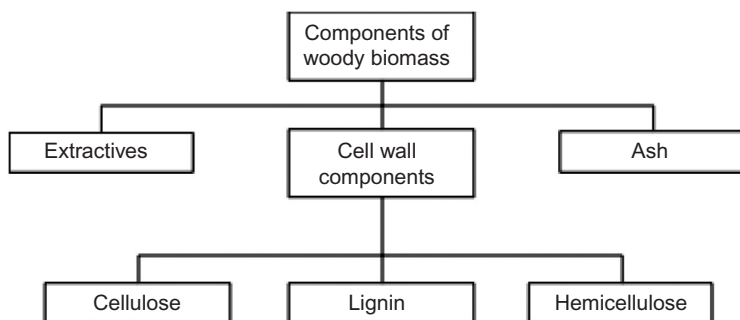 Components of
woody biomass
Extractives
Cell wall
components
Ash
Cellulose
Lignin
Hemicellulose